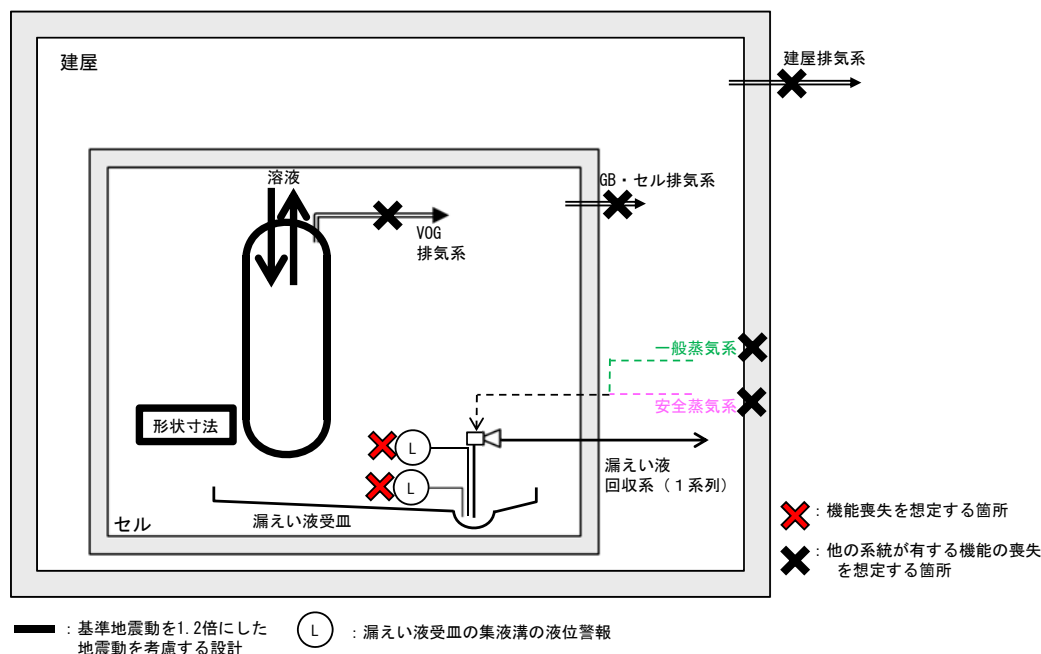 建屋
建屋排気系
溶液
GB・セル排気系
VOG
排気系
一般蒸気系
安全蒸気系
形状寸法
L
L
漏えい液
回収系（１系列）
漏えい液受皿
セル
：機能喪失を想定する箇所
：他の系統が有する機能の喪失
を想定する箇所
：基準地震動を1.2倍にした
地震動を考慮する設計
L
：漏えい液受皿の集液溝の液位警報